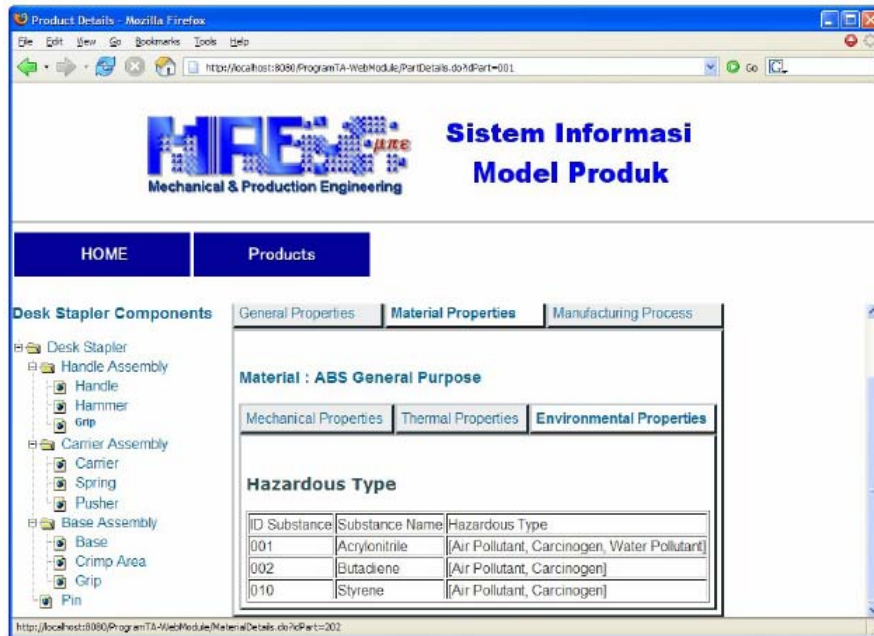 Product Details - Mozilla Firefox
File Edit View Go Bookmarks Tools Help
http://localhost:8080/ProgramTA-WebModule/PartDetails.do?idPart=001
Go
μπε
Mechanical & Production Engineering
Sistem Informasi
Model Produk
HOME Products
Desk Stapler Components
Desk Stapler
Handle Assembly
Handle
Hammer
Grip
Carrier Assembly
Carrier
Spring
Pusher
Base Assembly
Base
Crimp Area
Grip
Pin
General Properties Material Properties Manufacturing Process
Material : ABS General Purpose
Mechanical Properties Thermal Properties Environmental Properties
Hazardous Type
ID Substance Substance Name Hazardous Type
001 Acrylonitrile [Air Pollutant, Carcinogen, Water Pollutant]
002 Butadiene [Air Pollutant, Carcinogen]
010 Styrene [Air Pollutant, Carcinogen]
http://localhost:8080/ProgramTA-WebModule/MaterialDetails.do?idPart=202